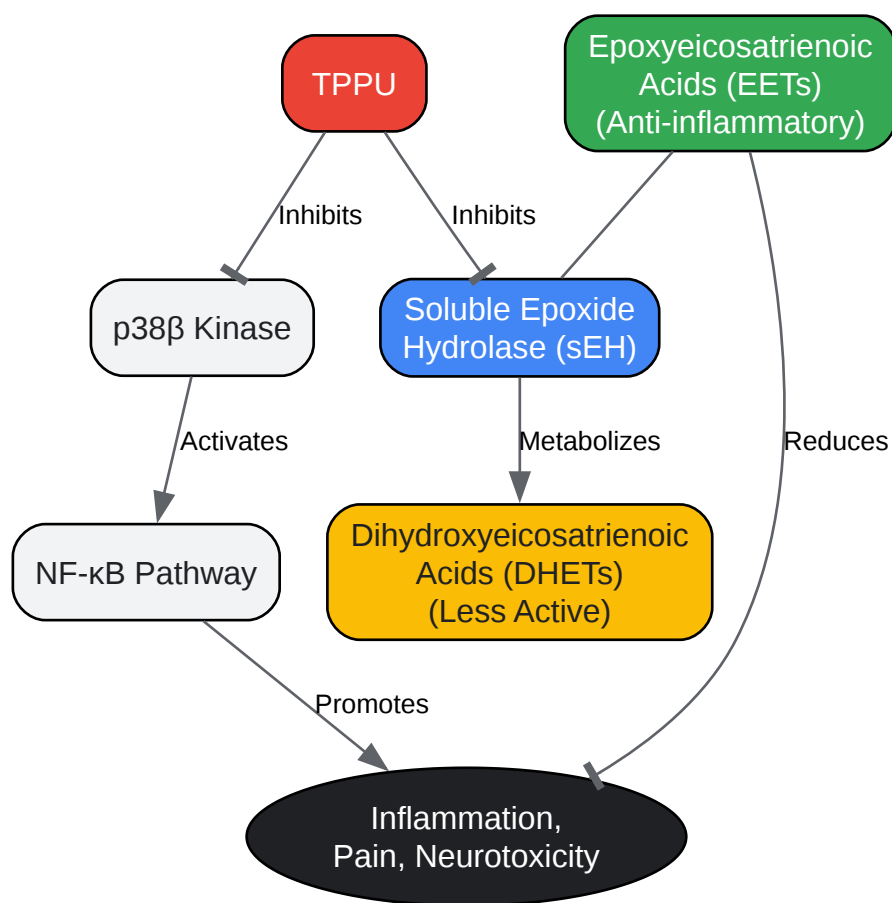 TPPU
Epoxyeicosatrienoic
Acids (EETs)
(Anti-inflammatory)
Inhibits
Inhibits
p38β Kinase
Soluble Epoxide
Hydrolase (sEH)
Activates
Metabolizes
Reduces
NF-κB Pathway
Dihydroxyeicosatrienoic
Acids (DHETs)
(Less Active)
Promotes
Inflammation,
Pain, Neurotoxicity